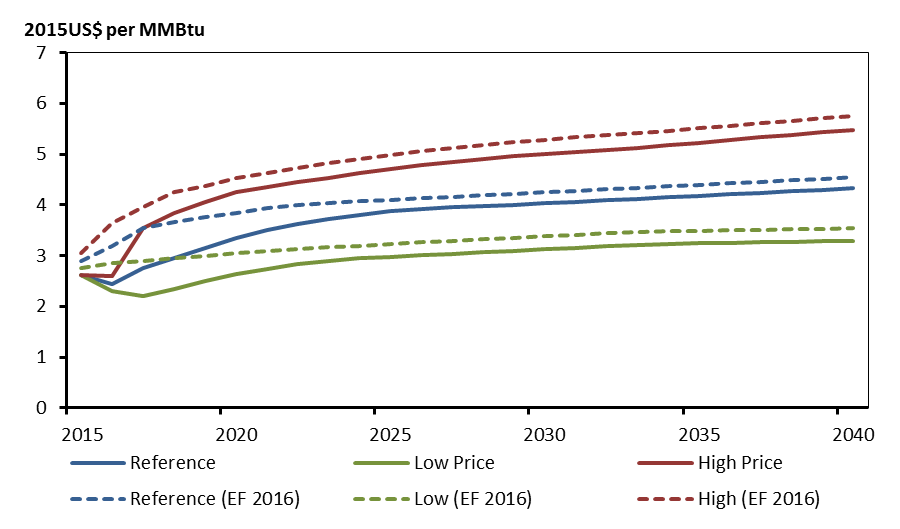 2015US$ per MMBtu
7
6
5
4
3
2
1
0
2015 2020 2025 2030 2035 2040
Reference Low Price High Price
Reference (EF 2016) Low (EF 2016) High (EF 2016)